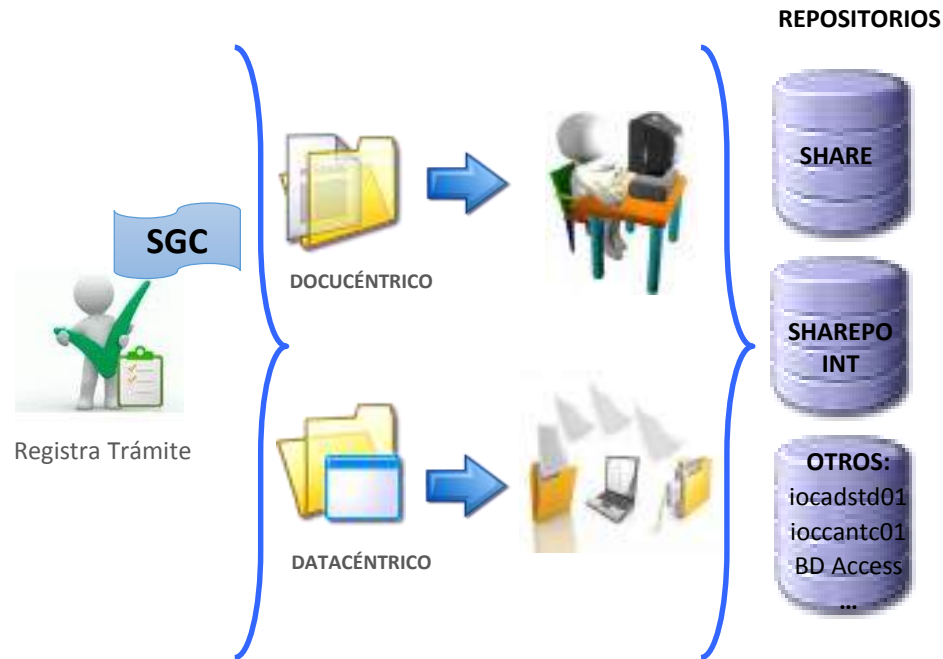 REPOSITORIOS
SHARE
SGC
DOCUCÉNTRICO
SHAREPO
INT
Registra Trámite
OTROS:
iocadstd01
ioccantc01
BD Access
...
DATACÉNTRICO